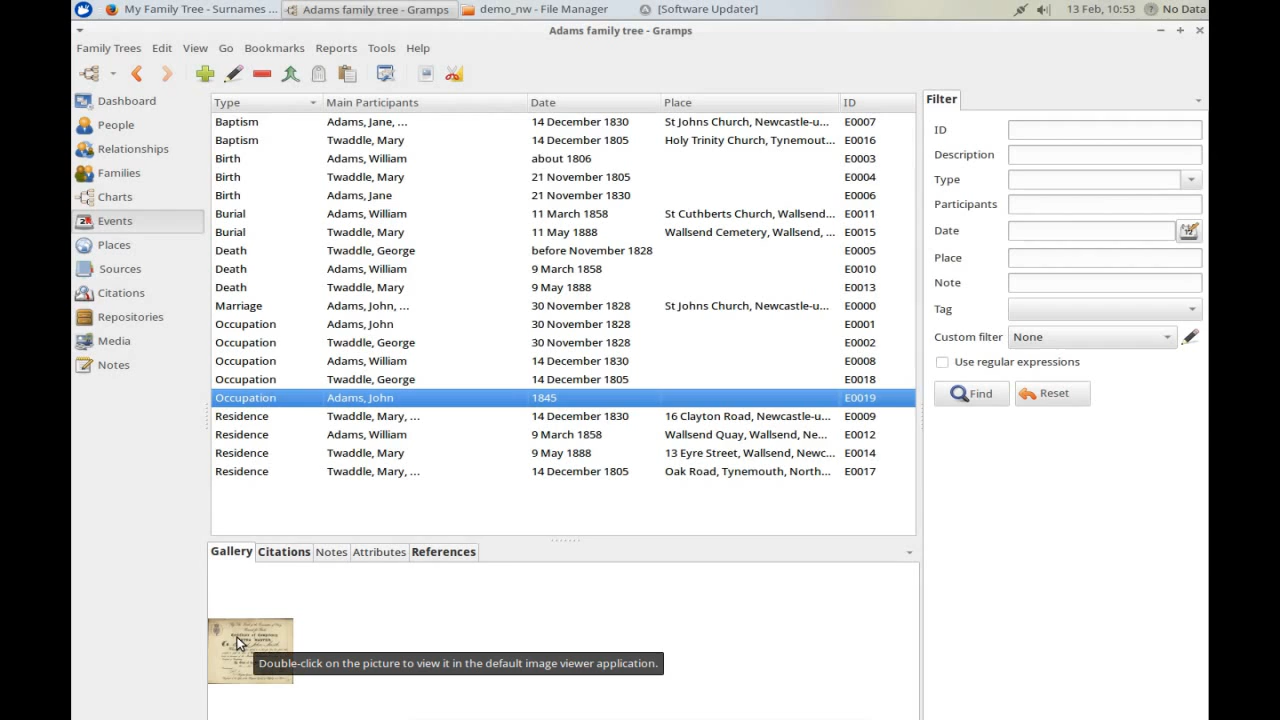 My Family Tree - Surnames ... Adams family tree - Gramps demo_nw - File Manager [Software Updater] 13 Feb, 10:53 No Data
Adams family tree - Gramps
Family Trees Edit View Go Bookmarks Reports Tools Help
Dashboard
People
Relationships
Families
Charts
Events
Places
Sources
Citations
Repositories
Media
Notes
Type Main Participants Date Place ID
Baptism Adams, Jane, ... 14 December 1830 St Johns Church, Newcastle-u... E0007
Baptism Twaddle, Mary 14 December 1805 Holy Trinity Church, Tynemout... E0016
Birth Adams, William about 1806 E0003
Birth Twaddle, Mary 21 November 1805 E0004
Birth Adams, Jane 21 November 1830 E0006
Burial Adams, William 11 March 1858 St Cuthberts Church, Wallsend... E0011
Burial Twaddle, Mary 11 May 1888 Wallsend Cemetery, Wallsend, ... E0015
Death Twaddle, George before November 1828 E0005
Death Adams, William 9 March 1858 E0010
Death Twaddle, Mary 9 May 1888 E0013
Marriage Adams, John, ... 30 November 1828 St Johns Church, Newcastle-u... E0000
Occupation Adams, John 30 November 1828 E0001
Occupation Twaddle, George 30 November 1828 E0002
Occupation Adams, William 14 December 1830 E0008
Occupation Twaddle, George 14 December 1805 E0018
Occupation Adams, John 1845 E0019
Residence Twaddle, Mary, ... 14 December 1830 16 Clayton Road, Newcastle-u... E0009
Residence Adams, William 9 March 1858 Wallsend Quay, Wallsend, Ne... E0012
Residence Twaddle, Mary 9 May 1888 13 Eyre Street, Wallsend, Newc... E0014
Residence Twaddle, Mary, ... 14 December 1805 Oak Road, Tynemouth, North... E0017
Filter
ID
Description
Type
Participants
Date
Place
Note
Tag
Custom filter None
Use regular expressions
Find Reset
Gallery Citations Notes Attributes References
Double-click on the picture to view it in the default image viewer application.